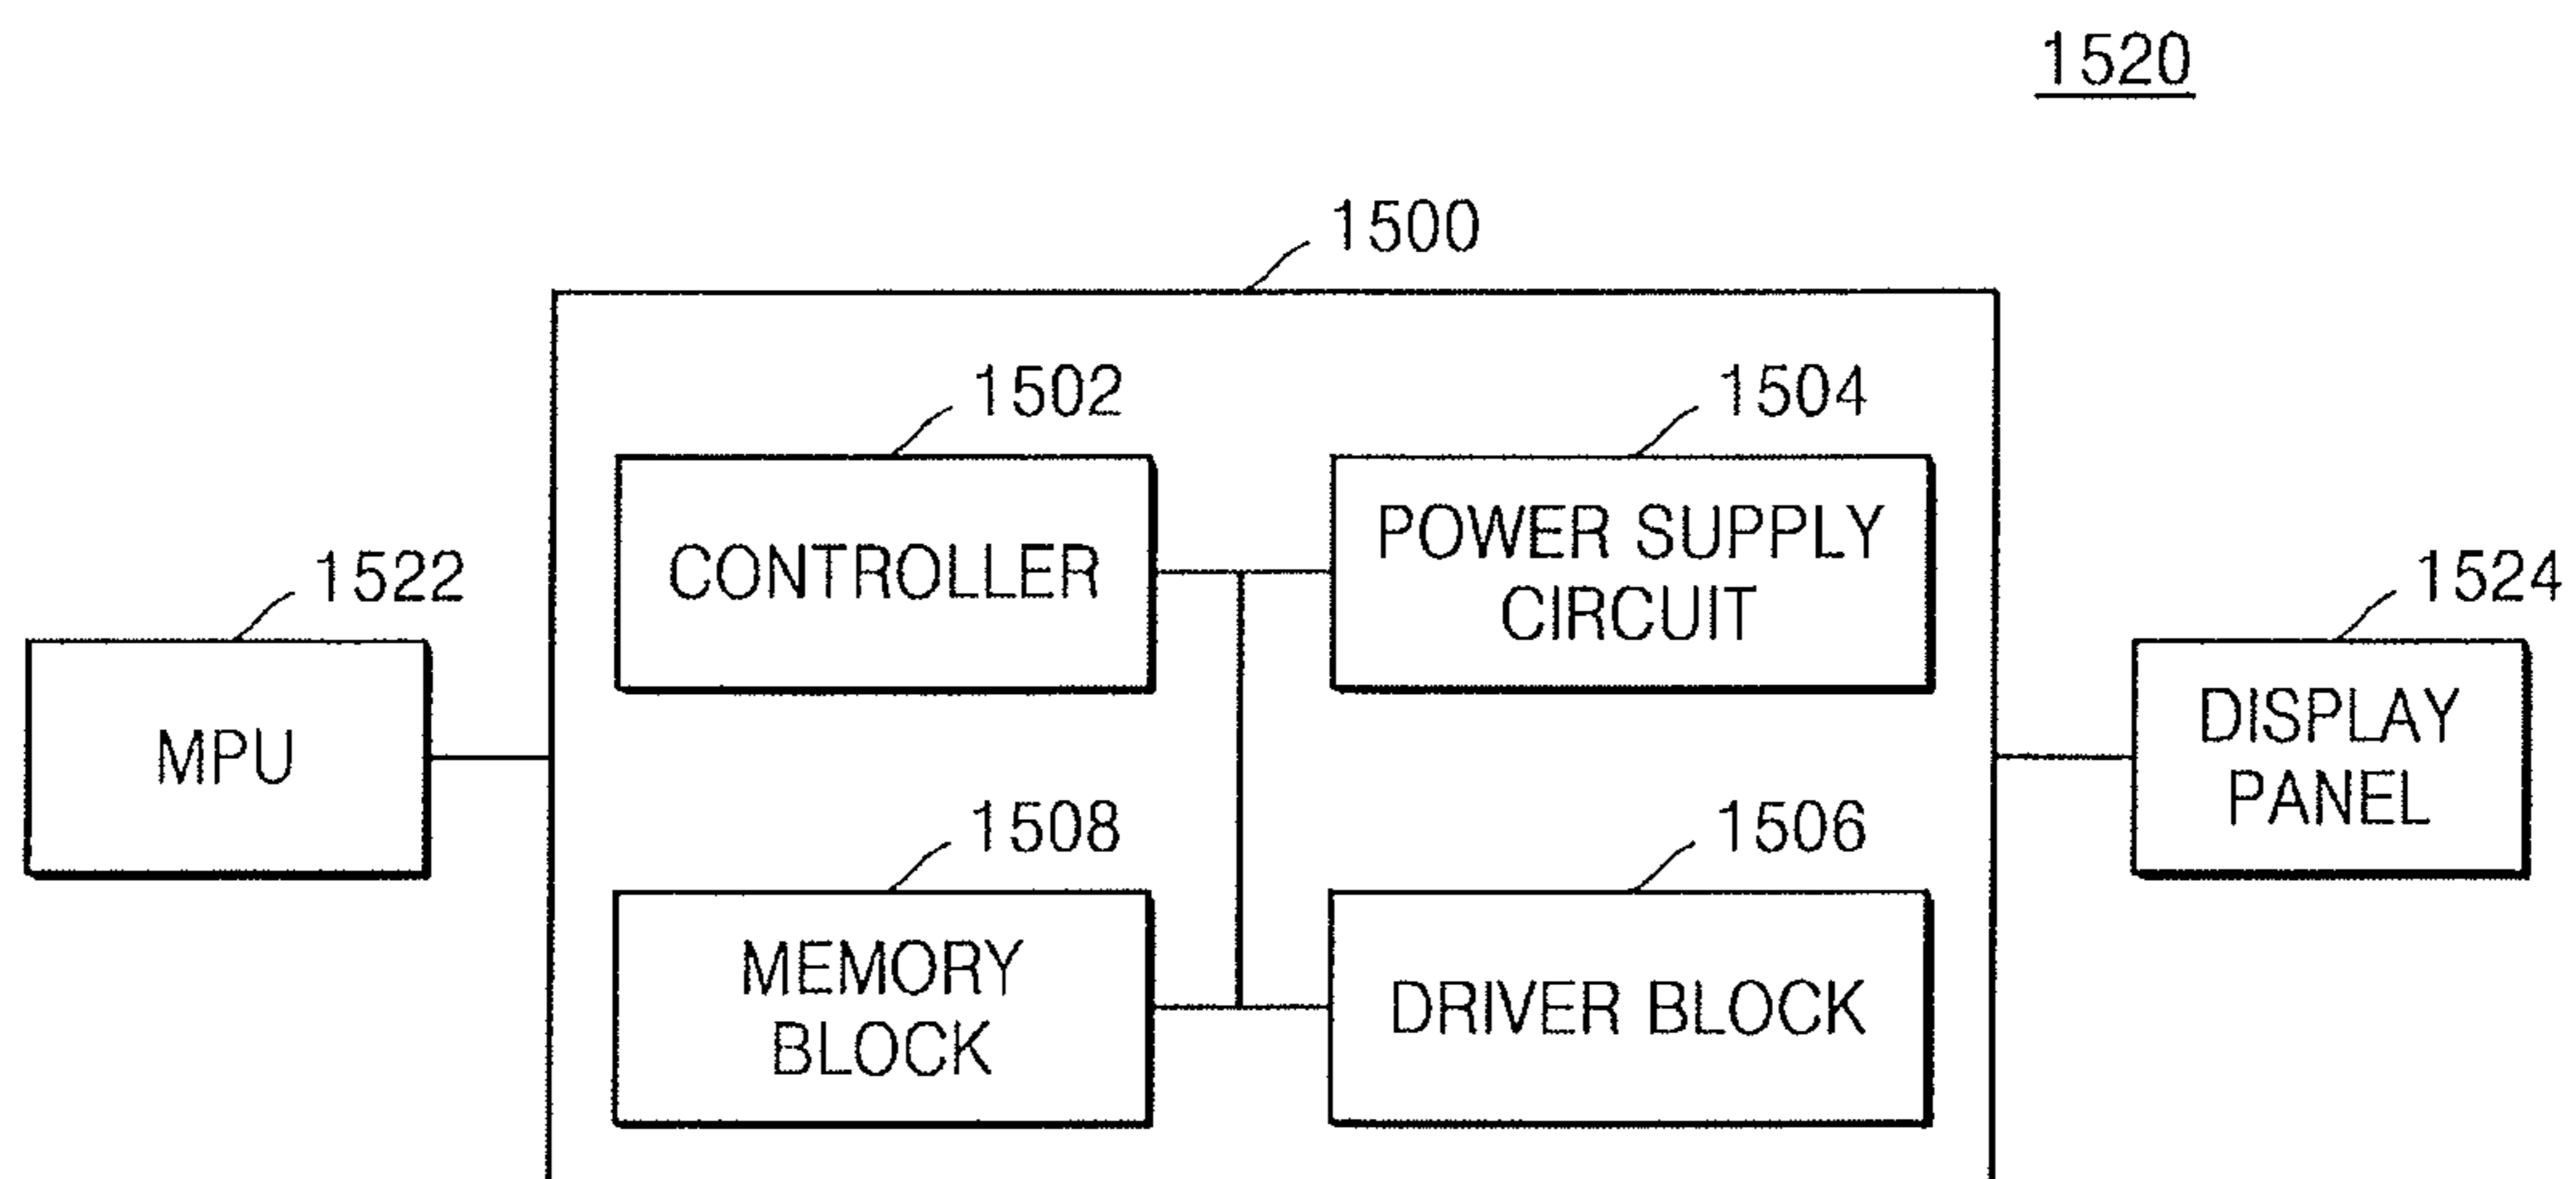 1520
1500
1502
1504
CONTROLLER
POWER SUPPLY
CIRCUIT
1522
MPU
1524
DISPLAY
PANEL
1508
1506
MEMORY
BLOCK
DRIVER BLOCK